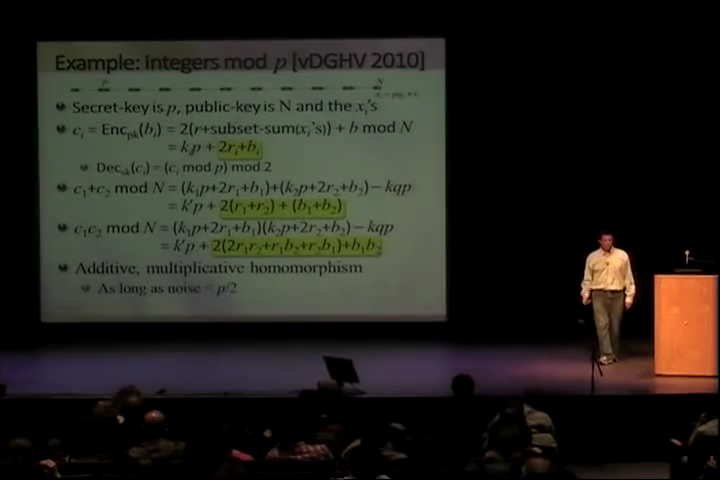 Example: Integers mod p [vDGHV 2010]
p N
Secret-key is p, public-key is N and the xᵢ's
cᵢ = Encₚₖ(bᵢ) = 2(r+subset-sum(xᵢ's)) + b mod N
= kᵢp + 2rᵢ+bᵢ
Decₛₖ(cᵢ) = (cᵢ mod p) mod 2
c₁+c₂ mod N = (k₁p+2r₁+b₁)+(k₂p+2r₂+b₂) – kqp
= k'p + 2(r₁+r₂) + (b₁+b₂)
c₁c₂ mod N = (k₁p+2r₁+b₁)(k₂p+2r₂+b₂) – kqp
= k'p + 2(2r₁r₂+r₁b₂+r₂b₁)+b₁b₂
Additive, multiplicative homomorphism
As long as noise < p/2